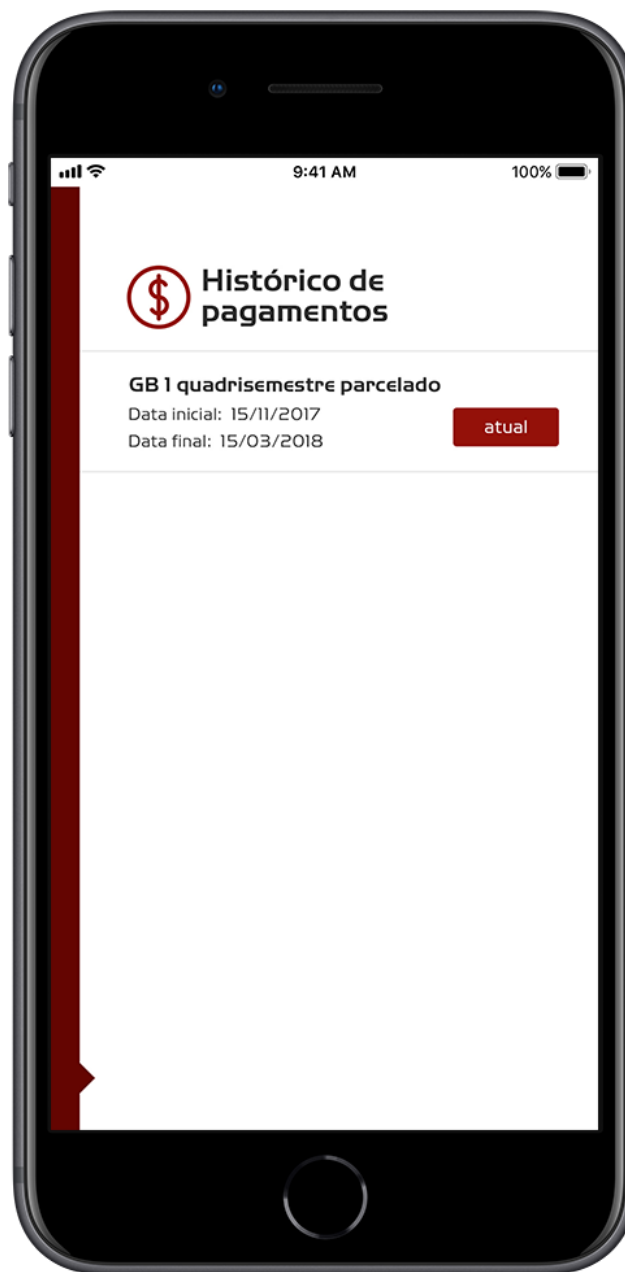 9:41 AM 100%
Histórico de
pagamentos
GB 1 quadrisemestre parcelado
Data inicial: 15/11/2017
atual
Data final: 15/03/2018